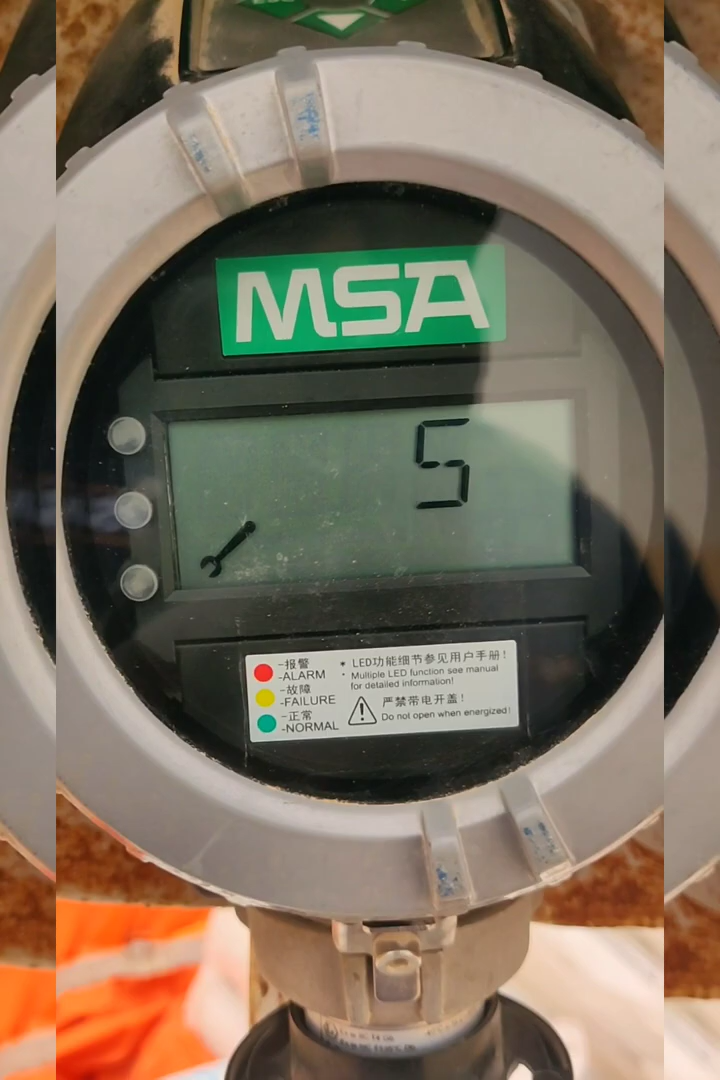 MSA
5
-报警
-ALARM
-故障
-FAILURE
-正常
-NORMAL
* LED功能细节参见用户手册!
* Multiple LED function see manual
for detailed information!
严禁带电开盖!
Do not open when energized!